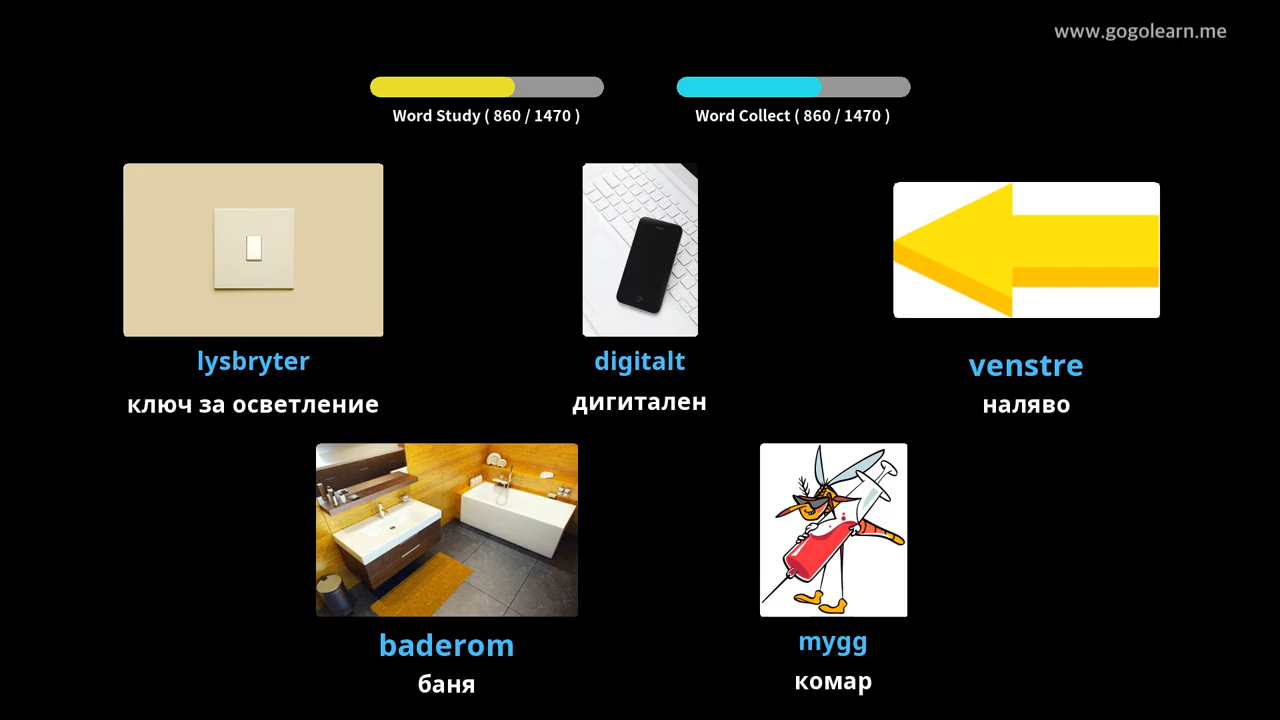 www.gogolearn.me
Word Study ( 860 / 1470 )
Word Collect ( 860 / 1470 )
lysbryter
digitalt
venstre
ключ за осветление
дигитален
наляво
baderom
mygg
баня
комар